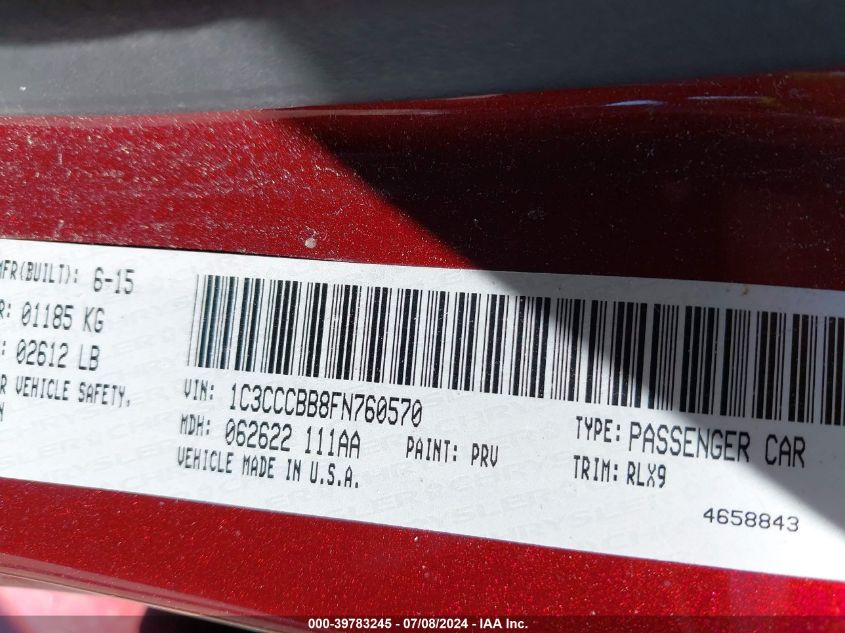 MFR(BUILT): 6-15
R: 01185 KG
: 02612 LB
R VEHICLE SAFETY,
N
VIN: 1C3CCCBB8FN760570
MDH: 062622 111AA PAINT: PRV
VEHICLE MADE IN U.S.A.
TYPE: PASSENGER CAR
TRIM: RLX9
4658843
000-39783245 - 07/08/2024 - IAA Inc.